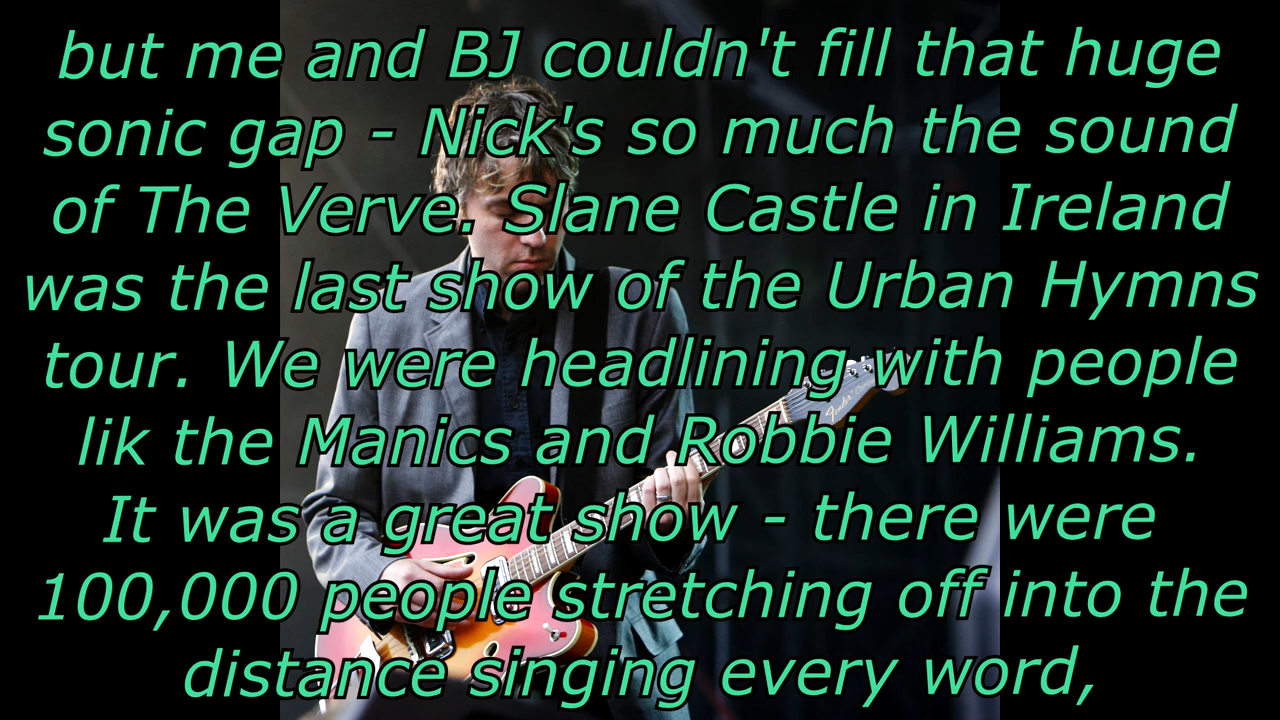 but me and BJ couldn't fill that huge
sonic gap - Nick's so much the sound
of The Verve. Slane Castle in Ireland
was the last show of the Urban Hymns
tour. We were headlining with people
lik the Manics and Robbie Williams.
It was a great show - there were
100,000 people stretching off into the
distance singing every word,
Fender